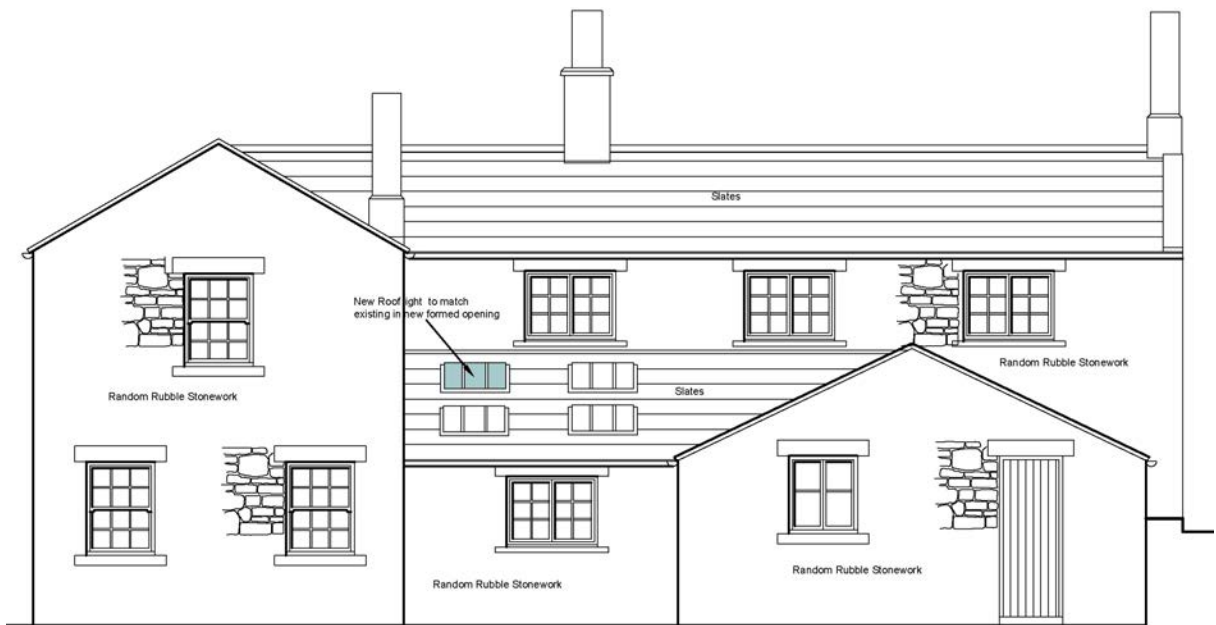 Slates
New Roof light to match
existing in new formed opening
Random Rubble Stonework
Random Rubble Stonework
Slates
Random Rubble Stonework
Random Rubble Stonework